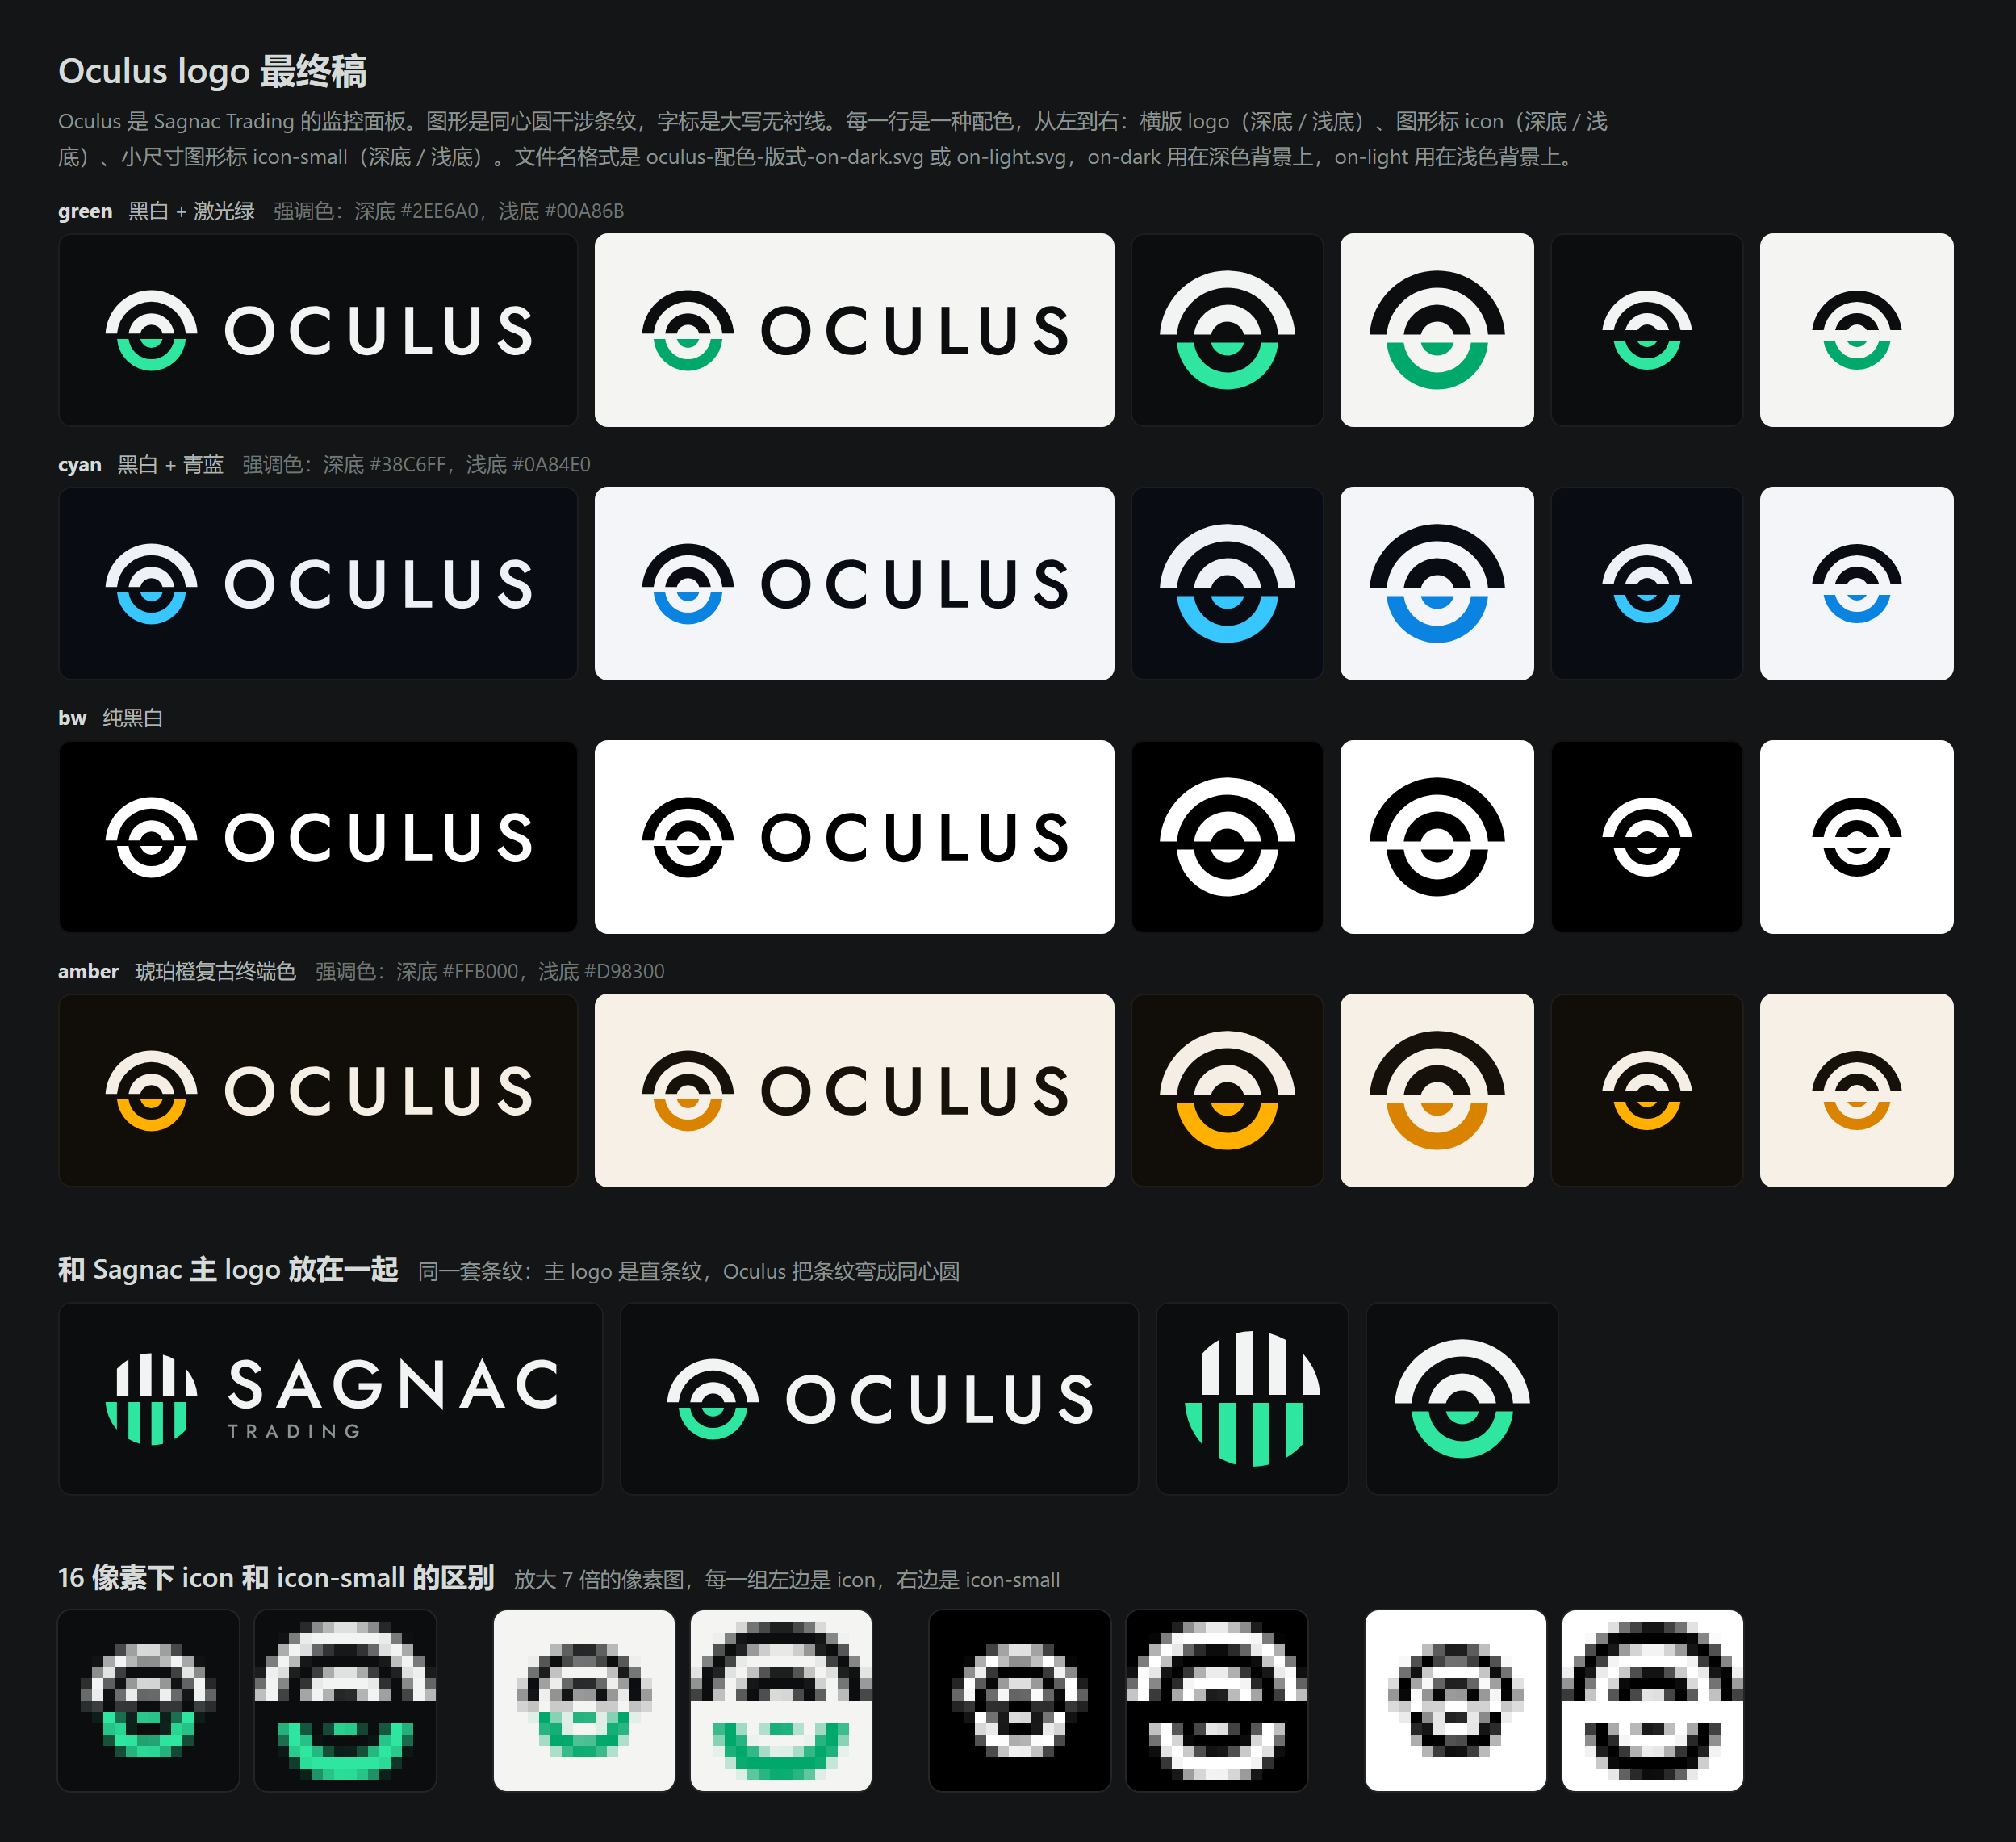 Oculus logo 最终稿
Oculus 是 Sagnac Trading 的监控面板。图形是同心圆干涉条纹，字标是大写无衬线。每一行是一种配色，从左到右：横版 logo（深底 / 浅底）、图形标 icon（深底 / 浅
底）、小尺寸图形标 icon-small（深底 / 浅底）。文件名格式是 oculus-配色-版式-on-dark.svg 或 on-light.svg，on-dark 用在深色背景上，on-light 用在浅色背景上。
green 黑白 + 激光绿 强调色：深底 #2EE6A0，浅底 #00A86B
OCULUS OCULUS
cyan 黑白 + 青蓝 强调色：深底 #38C6FF，浅底 #0A84E0
OCULUS OCULUS
bw 纯黑白
OCULUS OCULUS
amber 琥珀橙复古终端色 强调色：深底 #FFB000，浅底 #D98300
OCULUS OCULUS
和 Sagnac 主 logo 放在一起 同一套条纹：主 logo 是直条纹，Oculus 把条纹弯成同心圆
SAGNAC OCULUS
TRADING
16 像素下 icon 和 icon-small 的区别 放大 7 倍的像素图，每一组左边是 icon，右边是 icon-small